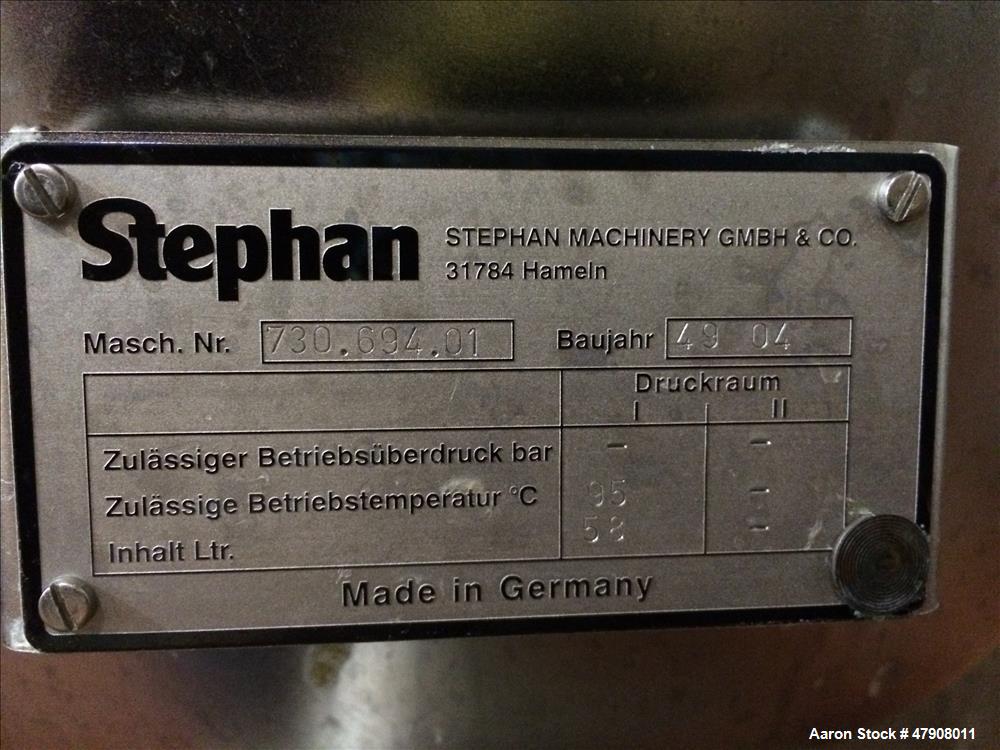 Stephan
STEPHAN MACHINERY GMBH & CO.
31784 Hameln
Masch. Nr. 730.694.01 Baujahr 49 04
Druckraum
I II
Zulässiger Betriebsüberdruck bar - -
Zulässige Betriebstemperatur °C 95 -
Inhalt Ltr. 58 -
Made in Germany
Aaron Stock # 47908011